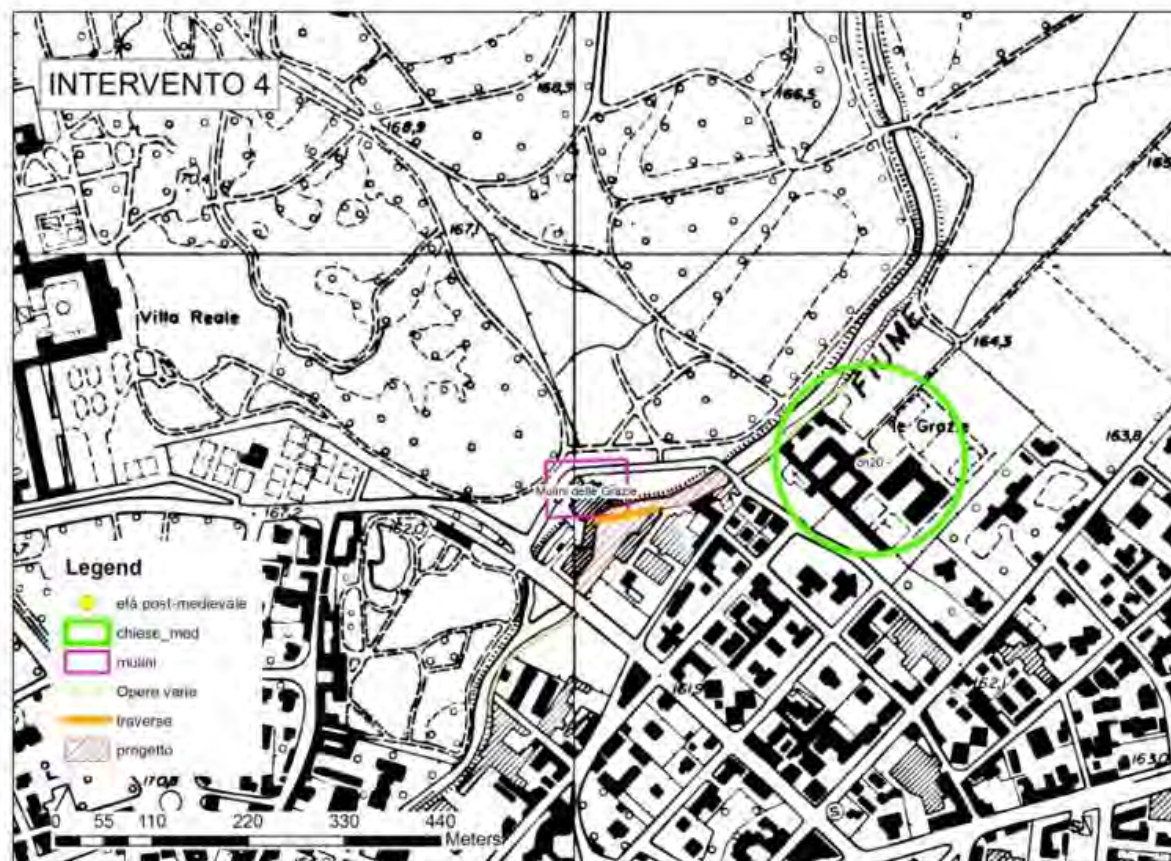 INTERVENTO 4
168,9
166,5
168,9
170,4
167,1
Villa Reale
FIUME
164,3
le Grazie
ch20
163,8
Mulini delle Grazie
167,2
162,0
Legend
età post-medievale
chiese_med
mulini
Opere varie
traverse
progetto
161,9
162,1
163,0
S
S
0 55 110 220 330 440
Meters